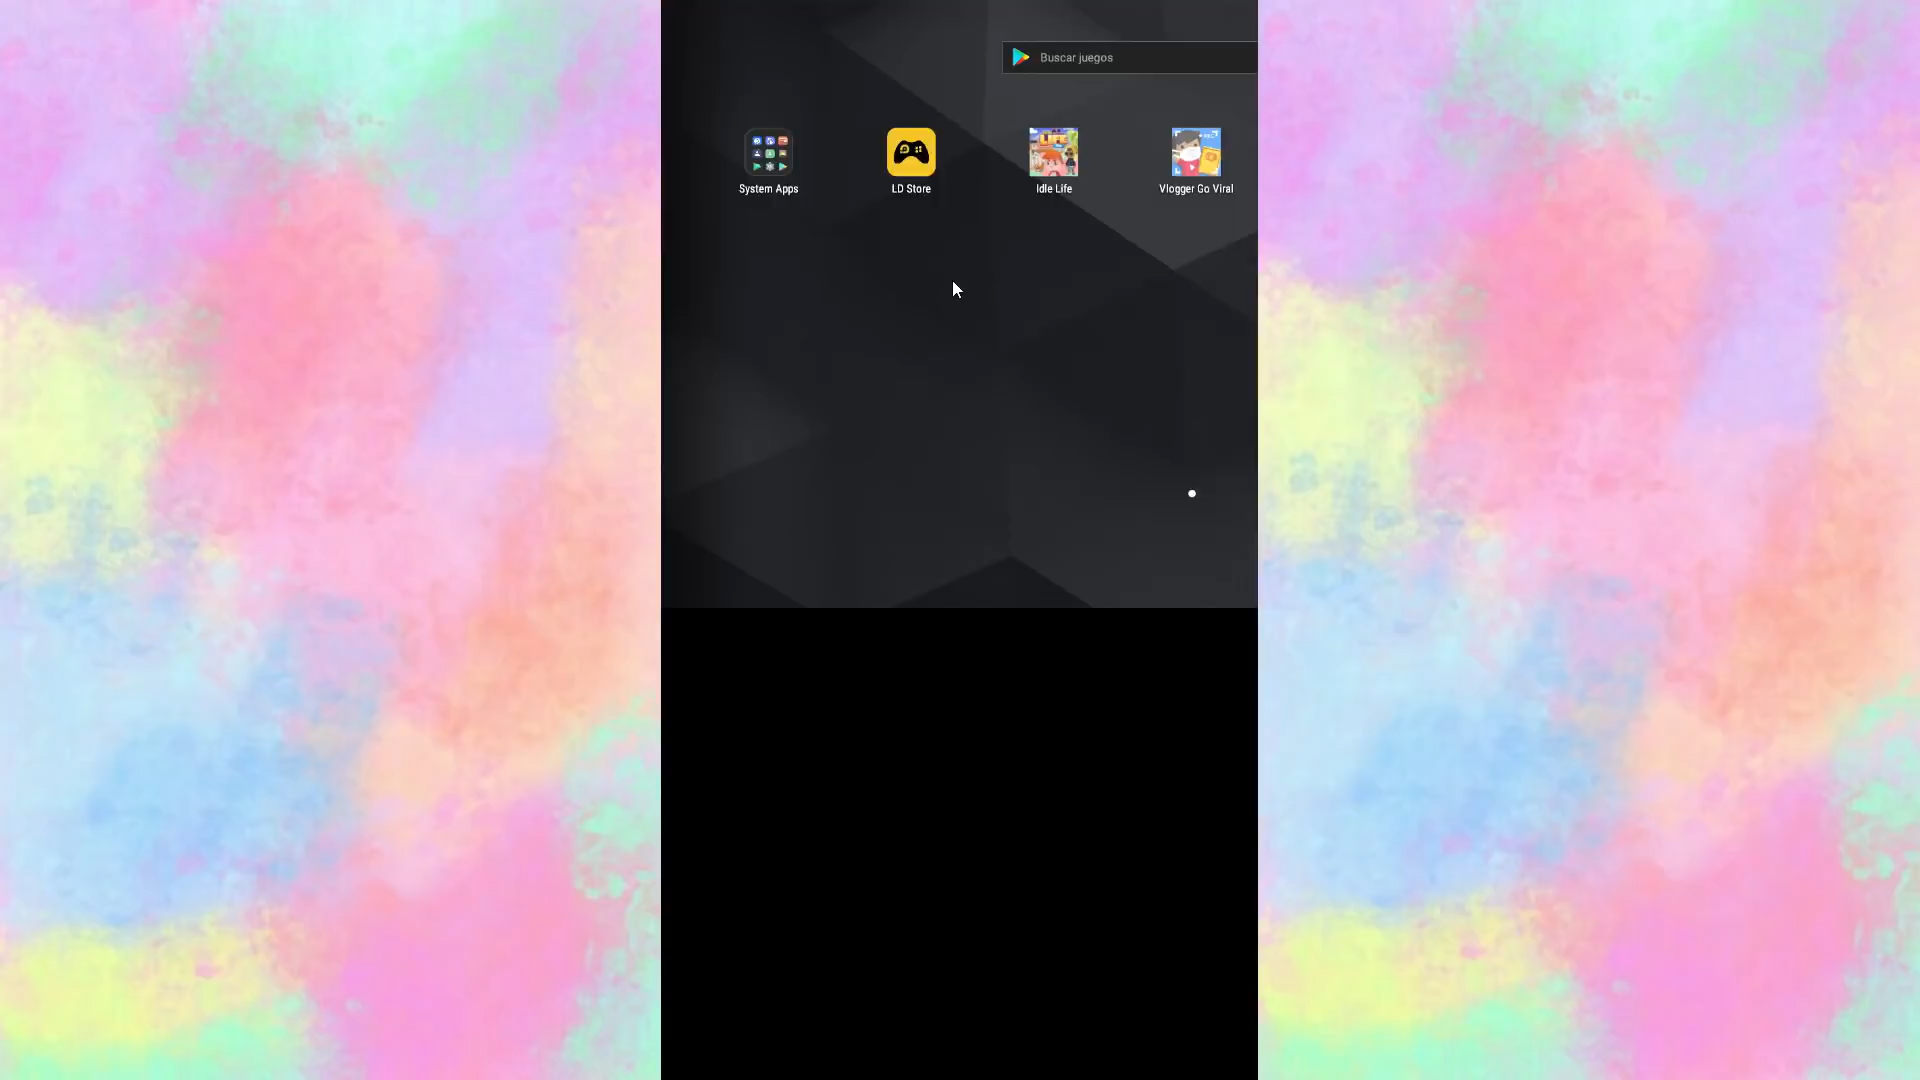 Buscar juegos
System Apps
LD Store
Idle Life
Vlogger Go Viral